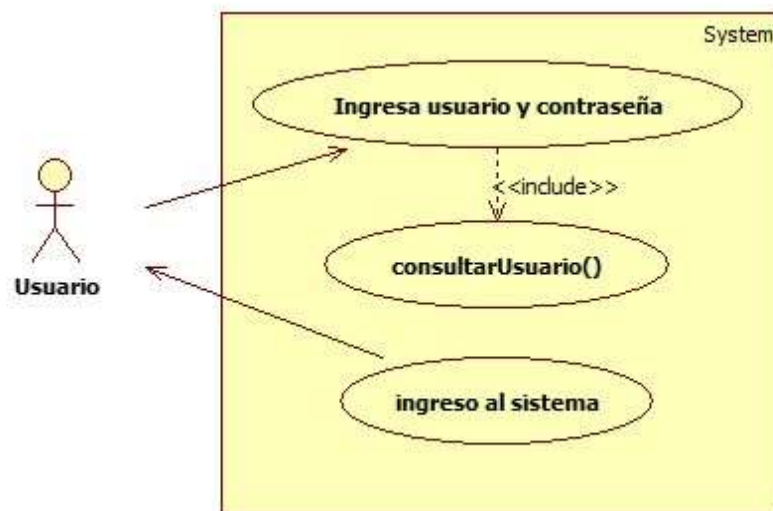 System
Ingresa usuario y contraseña
<<include>>
consultarUsuario()
Usuario
ingreso al sistema